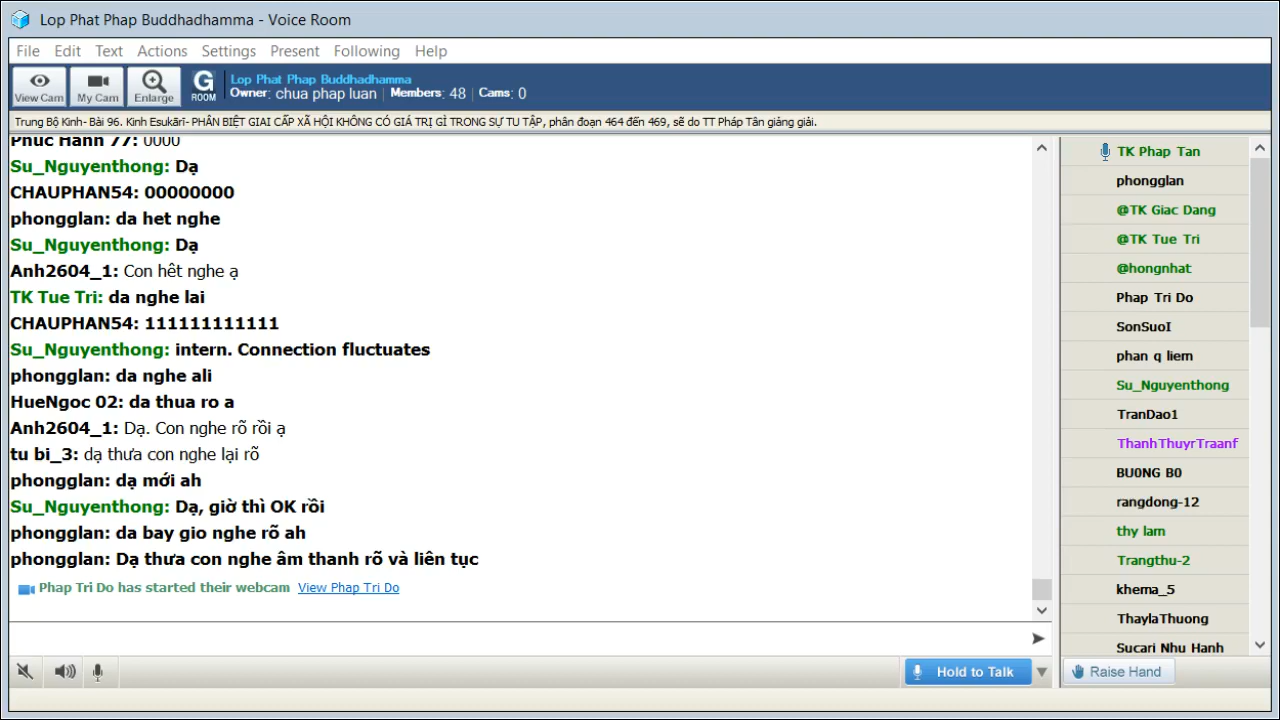 Lop Phat Phap Buddhadhamma - Voice Room
File Edit Text Actions Settings Present Following Help
View Cam My Cam Enlarge G ROOM
Lop Phat Phap Buddhadhamma
Owner: chua phap luan Members: 48 Cams: 0
Trung Bộ Kinh- Bài 96. Kinh Esukārī- PHÂN BIỆT GIAI CẤP XÃ HỘI KHÔNG CÓ GIÁ TRỊ GÌ TRONG SỰ TU TẬP, phân đoạn 464 đến 469, sẽ do TT Pháp Tân giảng giải.
Phuc Hanh 77: 0000
Su_Nguyenthong: Dạ
CHAUPHAN54: 00000000
phongglan: da het nghe
Su_Nguyenthong: Dạ
Anh2604_1: Con hêt nghe ạ
TK Tue Tri: da nghe lai
CHAUPHAN54: 111111111111
Su_Nguyenthong: intern. Connection fluctuates
phongglan: da nghe ali
HueNgoc 02: da thua ro a
Anh2604_1: Dạ. Con nghe rõ rồi ạ
tu bi_3: dạ thưa con nghe lại rõ
phongglan: dạ mới ah
Su_Nguyenthong: Dạ, giờ thì OK rồi
phongglan: da bay gio nghe rõ ah
phongglan: Dạ thưa con nghe âm thanh rõ và liên tục
Phap Tri Do has started their webcam View Phap Tri Do
TK Phap Tan
phongglan
@TK Giac Dang
@TK Tue Tri
@hongnhat
Phap Tri Do
SonSuoI
phan q liem
Su_Nguyenthong
TranDao1
ThanhThuyrTraanf
BU0NG B0
rangdong-12
thy lam
Trangthu-2
khema_5
ThaylaThuong
Sucari Nhu Hanh
Hold to Talk
Raise Hand